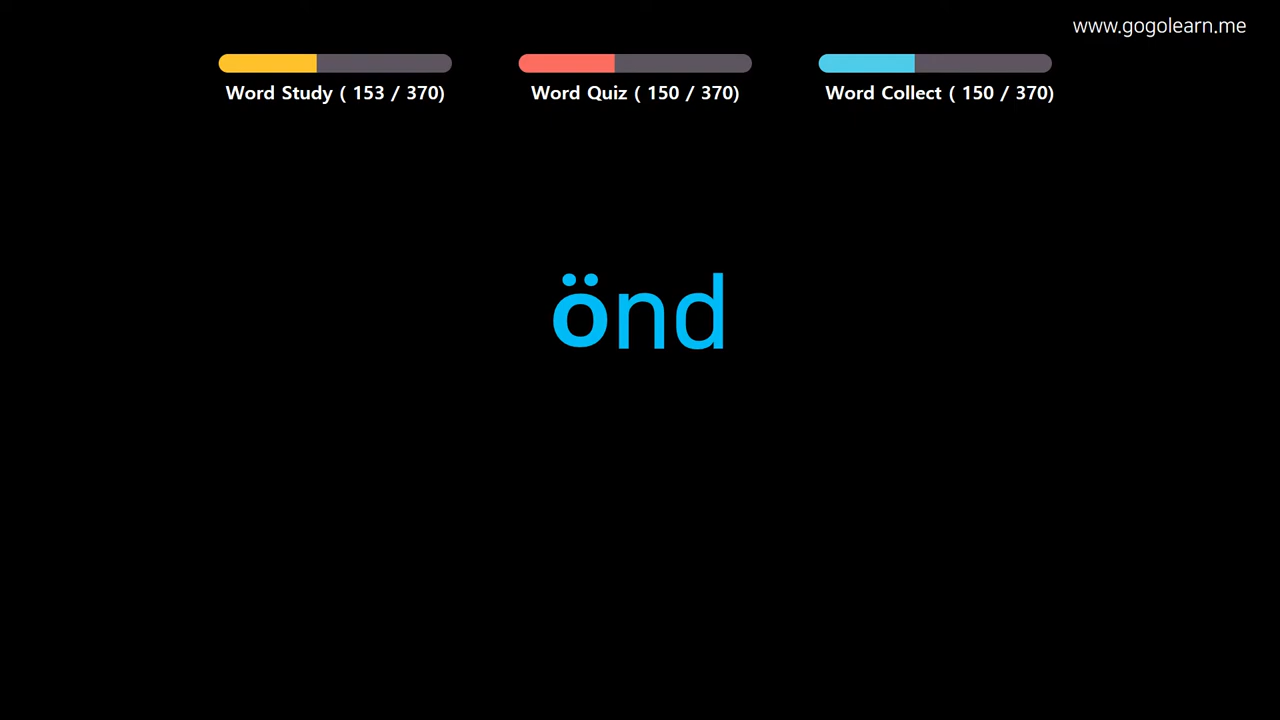 www.gogolearn.me
Word Study ( 153 / 370)
Word Quiz ( 150 / 370)
Word Collect ( 150 / 370)
önd